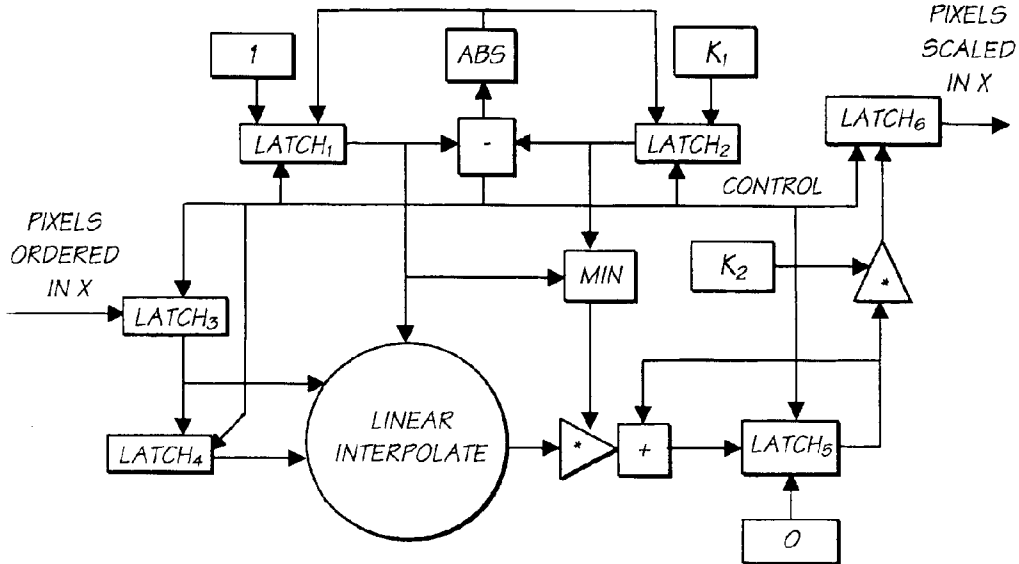 PIXELS
SCALED
IN X
1
ABS
K₁
LATCH₁
-
LATCH₂
LATCH₆
CONTROL
PIXELS
ORDERED
IN X
MIN
K₂
*
LATCH₃
LINEAR
INTERPOLATE
LATCH₄
*
+
LATCH₅
0